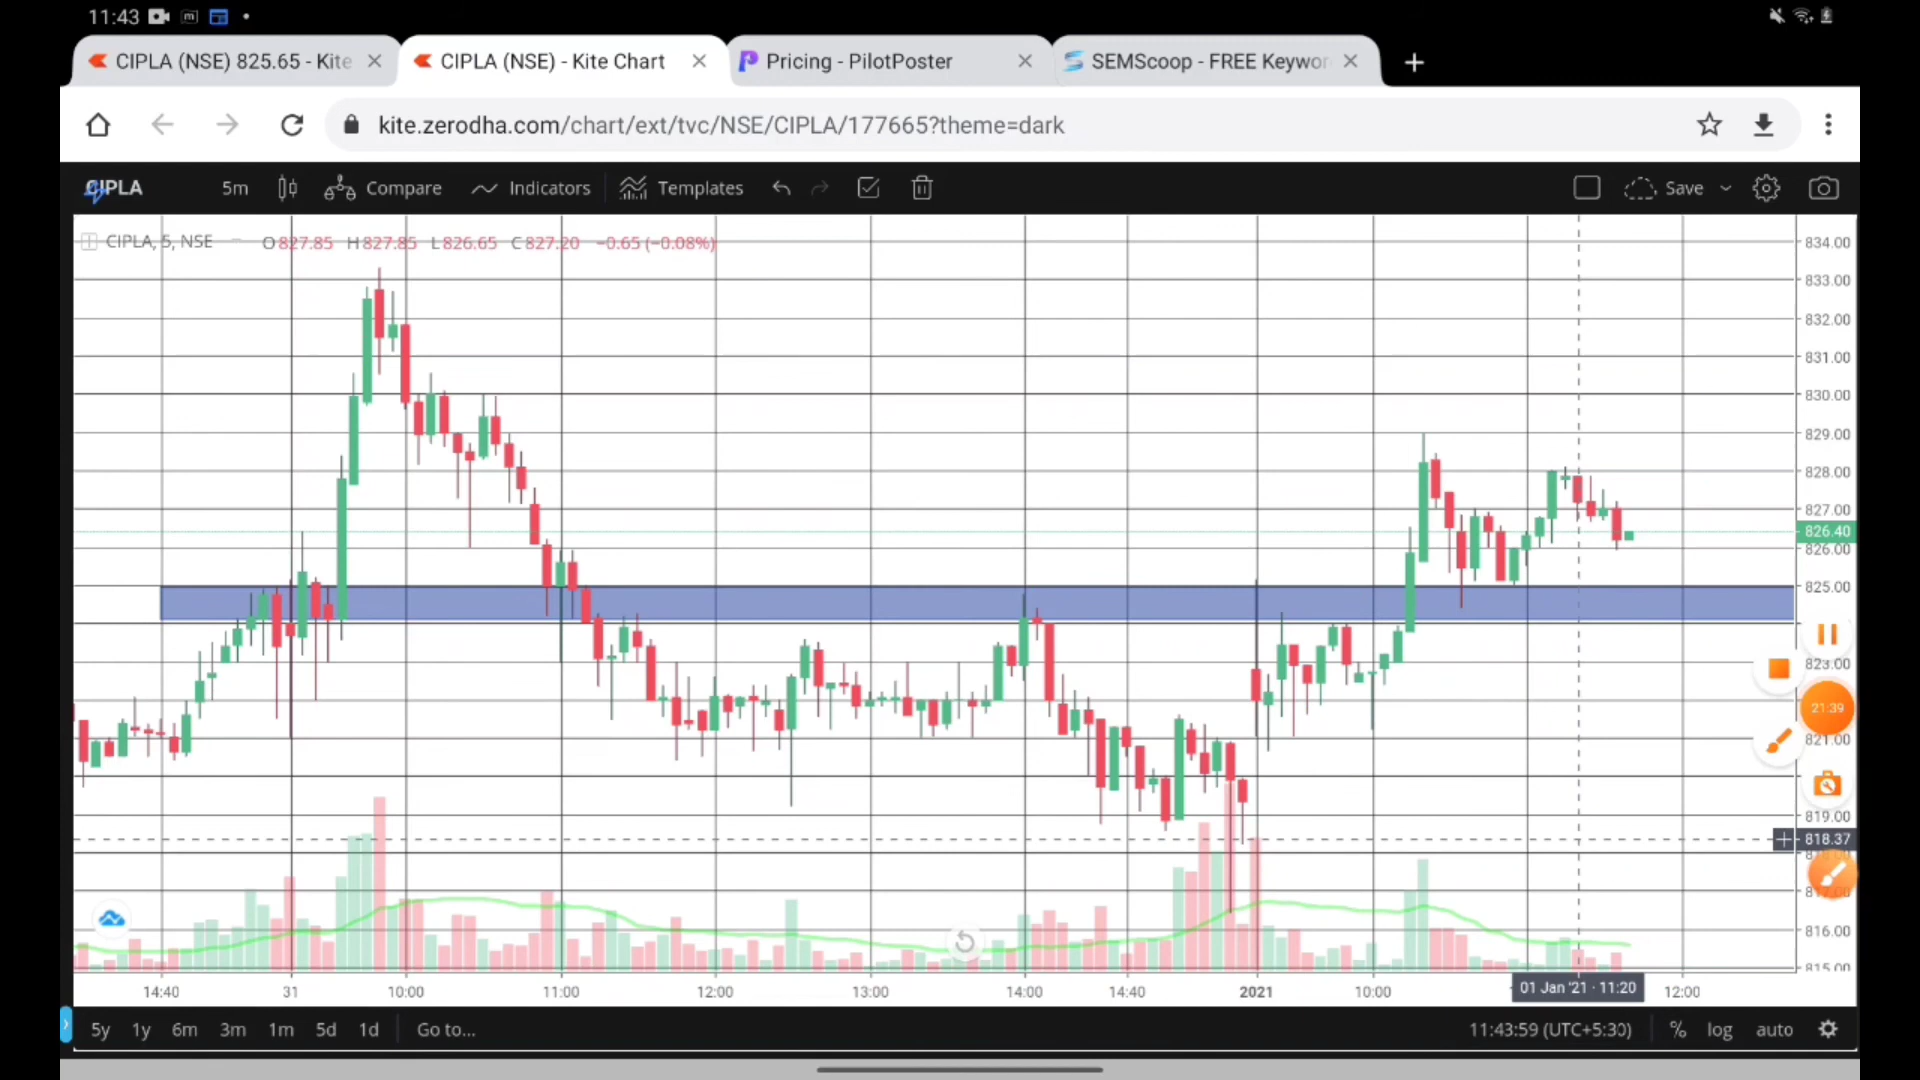 11:43
CIPLA (NSE) 825.65 - Kite
CIPLA (NSE) - Kite Chart
Pricing - PilotPoster
SEMScoop - FREE Keywor
kite.zerodha.com/chart/ext/tvc/NSE/CIPLA/177665?theme=dark
CIPLA 5m Compare Indicators Templates Save
CIPLA, 5, NSE O827.85 H827.85 L826.65 C827.20 −0.65 (−0.08%)
834.00
833.00
832.00
831.00
830.00
829.00
828.00
827.00
826.40
826.00
825.00
823.00
21:39
821.00
819.00
818.37
816.00
815.00
14:40 31 10:00 11:00 12:00 13:00 14:00 14:40 2021 10:00 01 Jan '21 · 11:20 12:00
5y 1y 6m 3m 1m 5d 1d Go to... 11:43:59 (UTC+5:30) % log auto